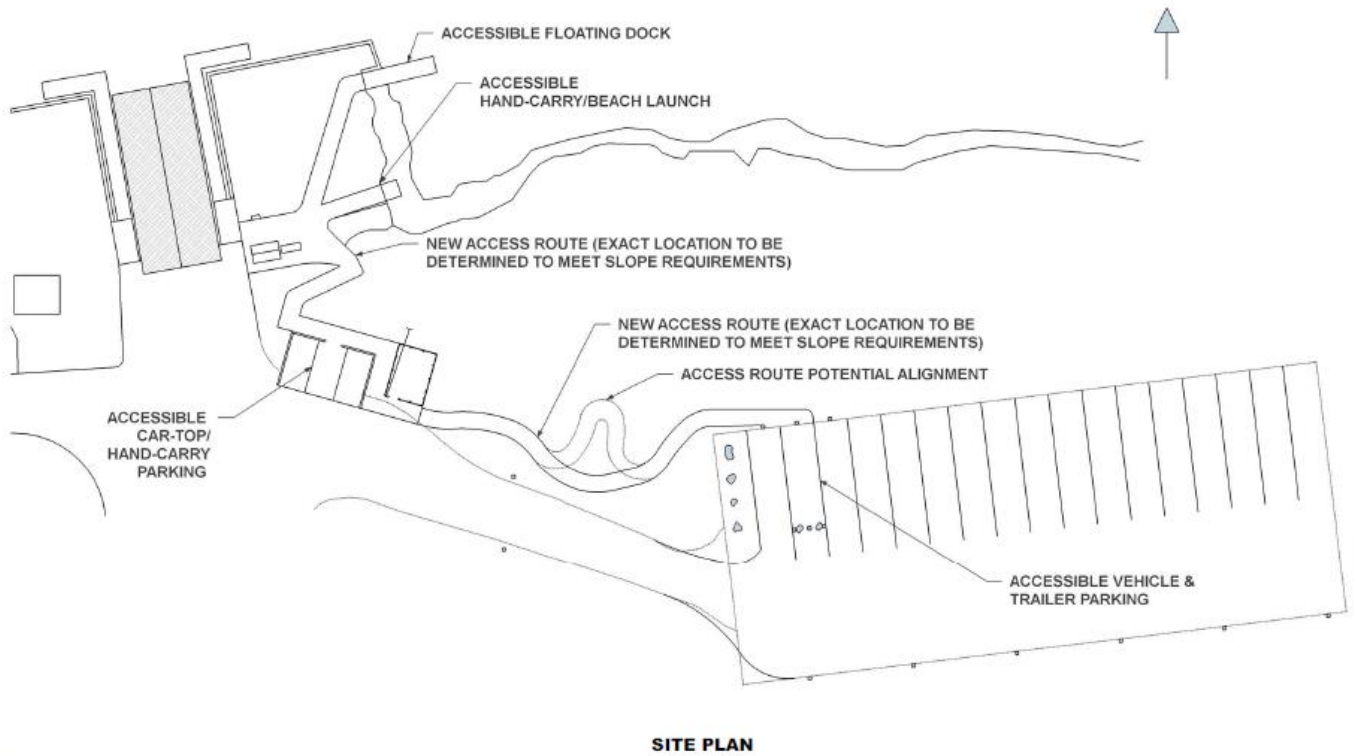 ACCESSIBLE FLOATING DOCK
ACCESSIBLE
HAND-CARRY/BEACH LAUNCH
NEW ACCESS ROUTE (EXACT LOCATION TO BE
DETERMINED TO MEET SLOPE REQUIREMENTS)
NEW ACCESS ROUTE (EXACT LOCATION TO BE
DETERMINED TO MEET SLOPE REQUIREMENTS)
ACCESS ROUTE POTENTIAL ALIGNMENT
ACCESSIBLE
CAR-TOP/
HAND-CARRY
PARKING
ACCESSIBLE VEHICLE &
TRAILER PARKING
SITE PLAN